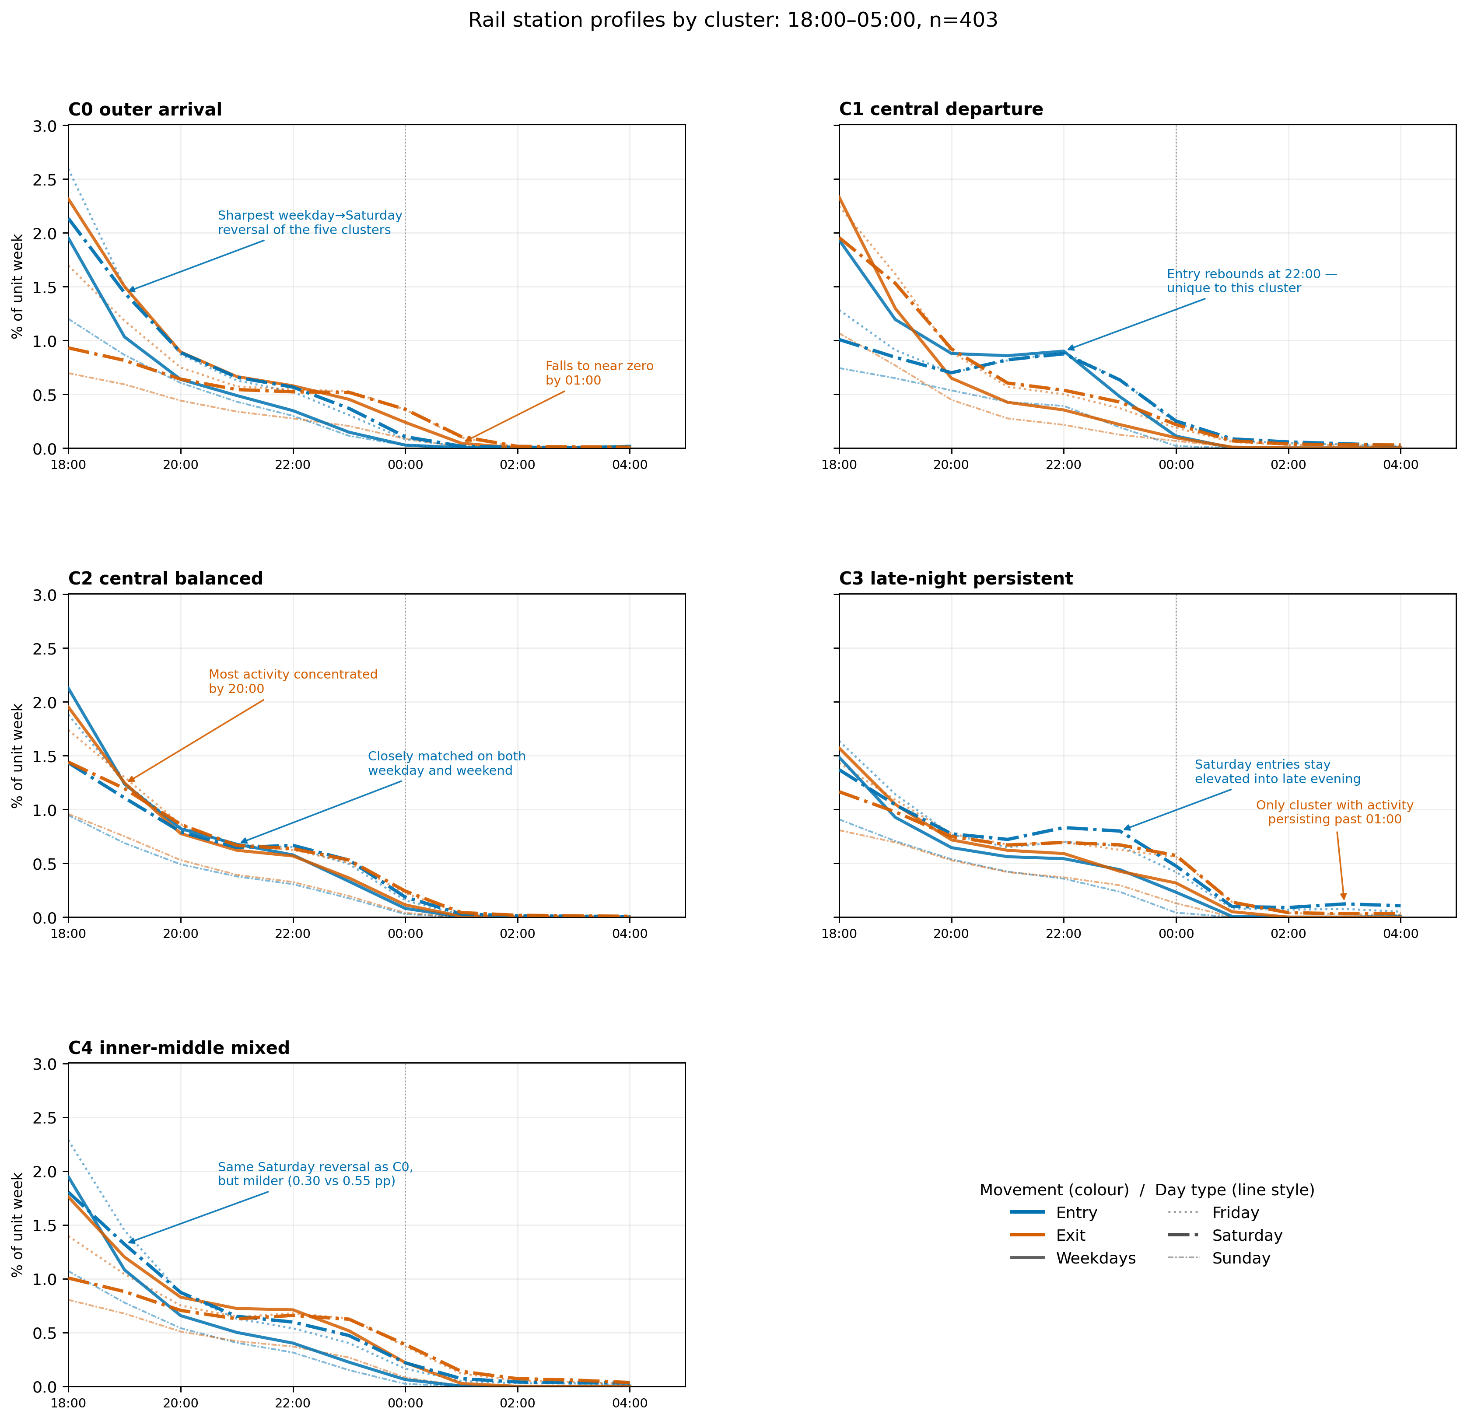 Rail station profiles by cluster: 18:00–05:00, n=403
C0 outer arrival
% of unit week
3.0
2.5
2.0
1.5
1.0
0.5
0.0
Sharpest weekday→Saturday
reversal of the five clusters
Falls to near zero
by 01:00
18:00 20:00 22:00 00:00 02:00 04:00
C1 central departure
Entry rebounds at 22:00 —
unique to this cluster
18:00 20:00 22:00 00:00 02:00 04:00
C2 central balanced
% of unit week
3.0
2.5
2.0
1.5
1.0
0.5
0.0
Most activity concentrated
by 20:00
Closely matched on both
weekday and weekend
18:00 20:00 22:00 00:00 02:00 04:00
C3 late-night persistent
Saturday entries stay
elevated into late evening
Only cluster with activity
persisting past 01:00
18:00 20:00 22:00 00:00 02:00 04:00
C4 inner-middle mixed
% of unit week
3.0
2.5
2.0
1.5
1.0
0.5
0.0
Same Saturday reversal as C0,
but milder (0.30 vs 0.55 pp)
18:00 20:00 22:00 00:00 02:00 04:00
Movement (colour) / Day type (line style)
Entry
Exit
Weekdays
Friday
Saturday
Sunday